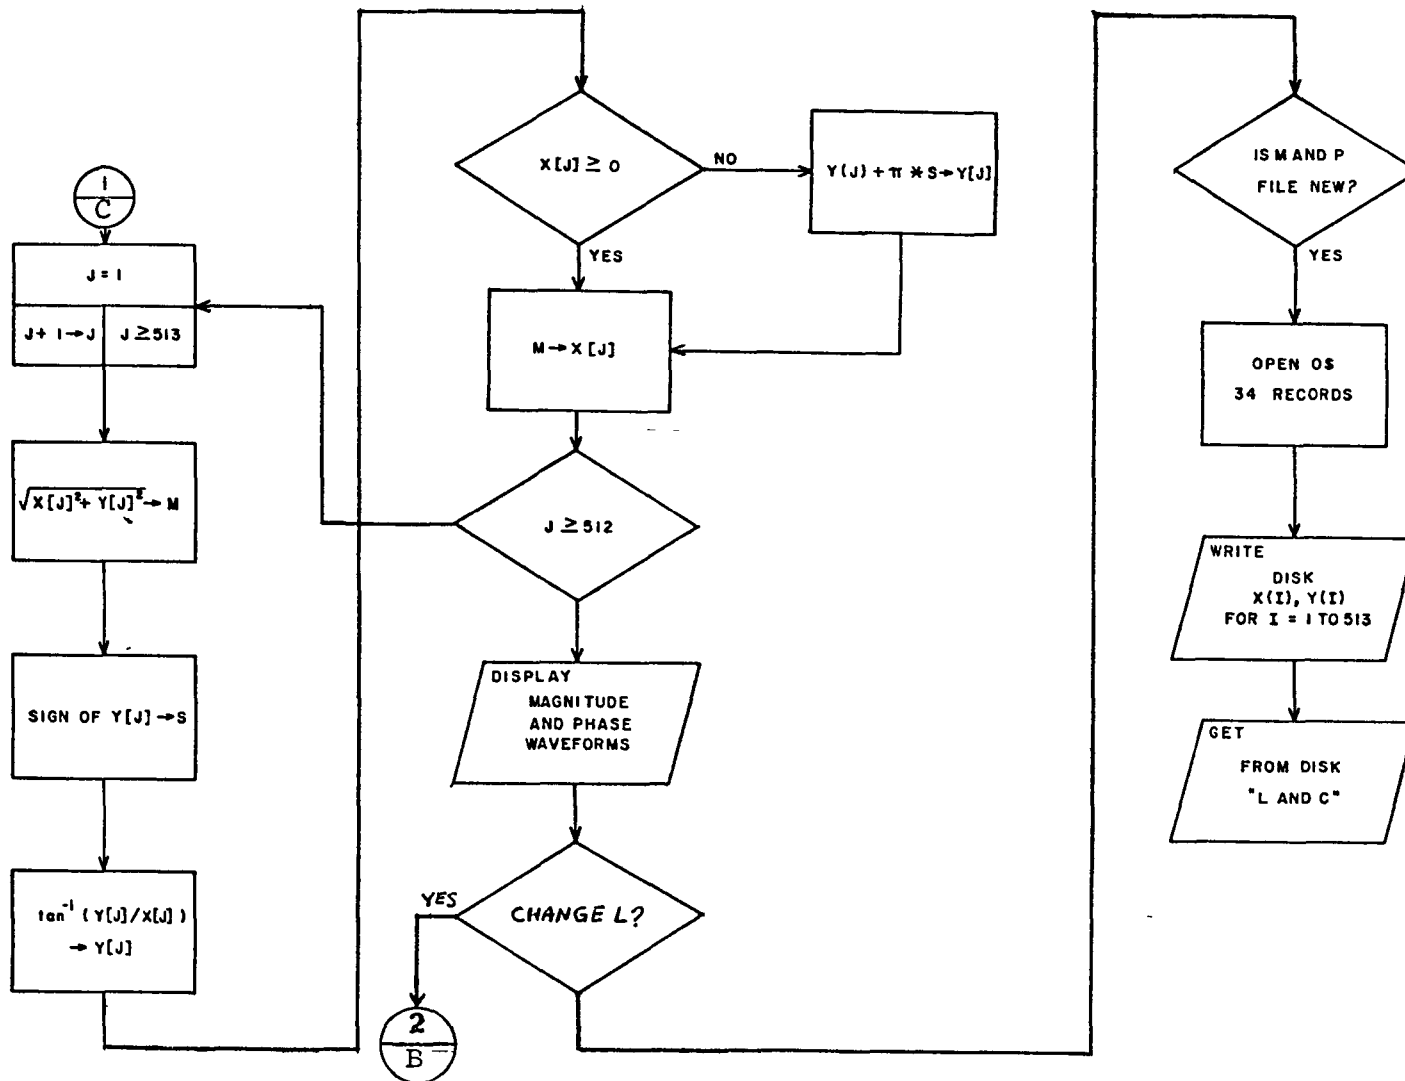 1
C
J = 1
J + 1 → J
J ≥ 513
√X[J]² + Y[J]² → M
SIGN OF Y[J] → S
tan⁻¹ (Y[J]/X[J])
→ Y[J]
X[J] ≥ 0
NO
Y(J) + π * S → Y[J]
YES
M → X[J]
J ≥ 512
DISPLAY
MAGNITUDE
AND PHASE
WAVEFORMS
CHANGE L?
YES
2
B
IS M AND P
FILE NEW?
YES
OPEN O$
34 RECORDS
WRITE
DISK
X(I), Y(I)
FOR I = 1 TO 513
GET
FROM DISK
"L AND C"